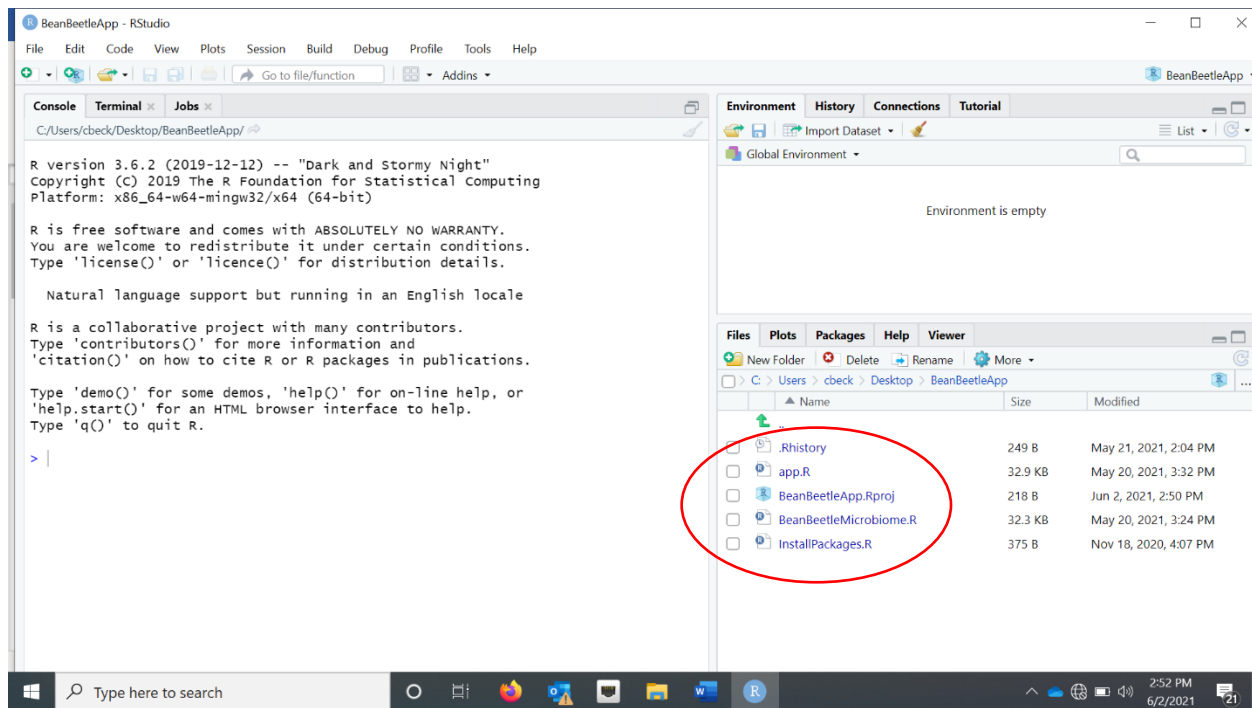 BeanBeetleApp - RStudio
File Edit Code View Plots Session Build Debug Profile Tools Help
Go to file/function Addins BeanBeetleApp
Console Terminal Jobs
C:/Users/cbeck/Desktop/BeanBeetleApp/
R version 3.6.2 (2019-12-12) -- "Dark and Stormy Night"
Copyright (C) 2019 The R Foundation for Statistical Computing
Platform: x86_64-w64-mingw32/x64 (64-bit)
R is free software and comes with ABSOLUTELY NO WARRANTY.
You are welcome to redistribute it under certain conditions.
Type 'license()' or 'licence()' for distribution details.
Natural language support but running in an English locale
R is a collaborative project with many contributors.
Type 'contributors()' for more information and
'citation()' on how to cite R or R packages in publications.
Type 'demo()' for some demos, 'help()' for on-line help, or
'help.start()' for an HTML browser interface to help.
Type 'q()' to quit R.
>
Environment History Connections Tutorial
Import Dataset List
Global Environment
Environment is empty
Files Plots Packages Help Viewer
New Folder Delete Rename More
C: > Users > cbeck > Desktop > BeanBeetleApp ...
Name Size Modified
..
.Rhistory 249 B May 21, 2021, 2:04 PM
app.R 32.9 KB May 20, 2021, 3:32 PM
BeanBeetleApp.Rproj 218 B Jun 2, 2021, 2:50 PM
BeanBeetleMicrobiome.R 32.3 KB May 20, 2021, 3:24 PM
InstallPackages.R 375 B Nov 18, 2020, 4:07 PM
Type here to search
2:52 PM
6/2/2021
21